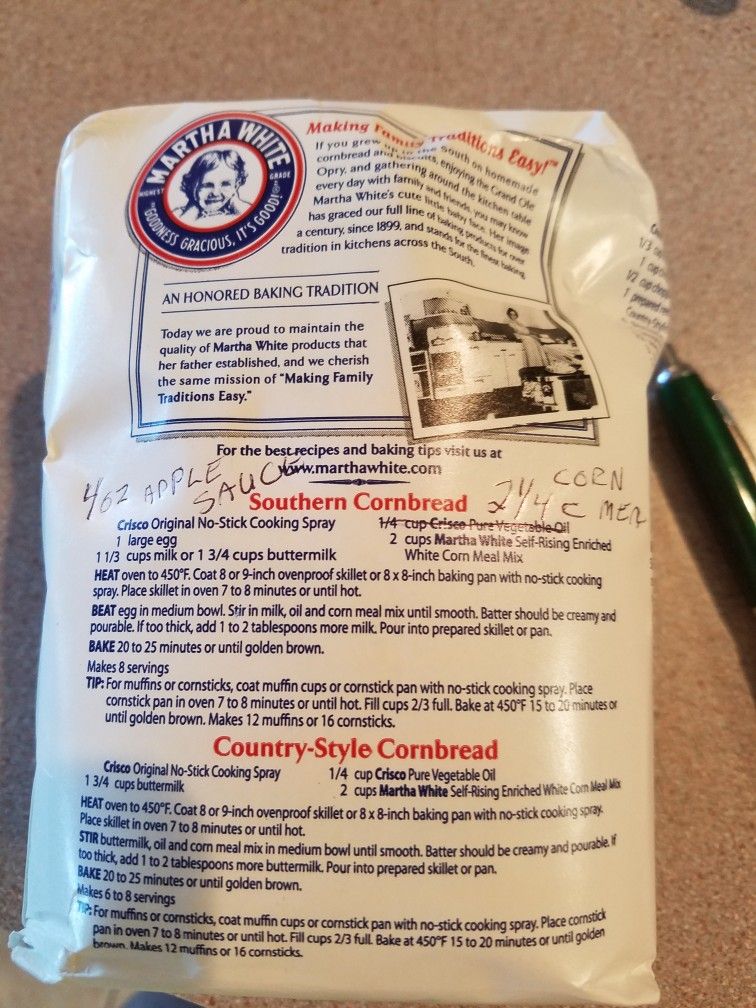 MARTHA WHITE
HIGHEST GRADE
"GOODNESS GRACIOUS, IT'S GOOD!®"
Making Family Traditions Easy!™
If you grew up in the South on homemade
cornbread and biscuits, enjoying the Grand Ole
Opry, and gathering around the kitchen table
every day with family and friends, you may know
Martha White's cute little baby face. Her image
has graced our full line of baking products for over
a century, since 1899, and stands for the finest baking
tradition in kitchens across the South.
AN HONORED BAKING TRADITION
Today we are proud to maintain the
quality of Martha White products that
her father established, and we cherish
the same mission of "Making Family
Traditions Easy."
For the best recipes and baking tips visit us at
www.marthawhite.com
4oz APPLE
SAUCE
2 1/4 C CORN
MEA
Southern Cornbread
Crisco Original No-Stick Cooking Spray
1 large egg
1 1/3 cups milk or 1 3/4 cups buttermilk
1/4 cup Crisco Pure Vegetable Oil
2 cups Martha White Self-Rising Enriched
White Corn Meal Mix
HEAT oven to 450°F. Coat 8 or 9-inch ovenproof skillet or 8 x 8-inch baking pan with no-stick cooking
spray. Place skillet in oven 7 to 8 minutes or until hot.
BEAT egg in medium bowl. Stir in milk, oil and corn meal mix until smooth. Batter should be creamy and
pourable. If too thick, add 1 to 2 tablespoons more milk. Pour into prepared skillet or pan.
BAKE 20 to 25 minutes or until golden brown.
Makes 8 servings
TIP: For muffins or cornsticks, coat muffin cups or cornstick pan with no-stick cooking spray. Place
cornstick pan in oven 7 to 8 minutes or until hot. Fill cups 2/3 full. Bake at 450°F 15 to 20 minutes or
until golden brown. Makes 12 muffins or 16 cornsticks.
Country-Style Cornbread
Crisco Original No-Stick Cooking Spray
1 3/4 cups buttermilk
1/4 cup Crisco Pure Vegetable Oil
2 cups Martha White Self-Rising Enriched White Corn Meal Mix
HEAT oven to 450°F. Coat 8 or 9-inch ovenproof skillet or 8 x 8-inch baking pan with no-stick cooking spray.
Place skillet in oven 7 to 8 minutes or until hot.
STIR buttermilk, oil and corn meal mix in medium bowl until smooth. Batter should be creamy and pourable. If
too thick, add 1 to 2 tablespoons more buttermilk. Pour into prepared skillet or pan.
BAKE 20 to 25 minutes or until golden brown.
Makes 6 to 8 servings
TIP: For muffins or cornsticks, coat muffin cups or cornstick pan with no-stick cooking spray. Place cornstick
pan in oven 7 to 8 minutes or until hot. Fill cups 2/3 full. Bake at 450°F 15 to 20 minutes or until golden
brown. Makes 12 muffins or 16 cornsticks.